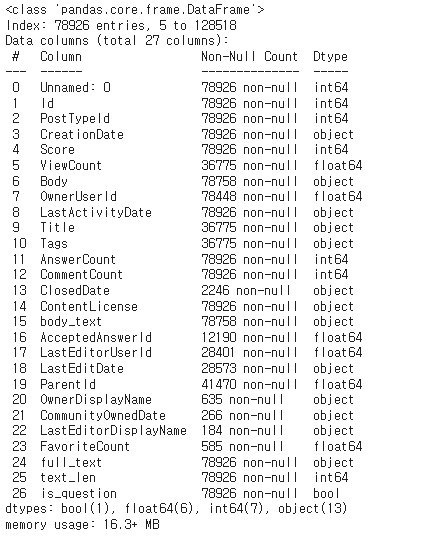 <class 'pandas.core.frame.DataFrame'>
Index: 78926 entries, 5 to 128518
Data columns (total 27 columns):
 #   Column                 Non-Null Count  Dtype
---  ------                 --------------  -----
 0   Unnamed: 0             78926 non-null  int64
 1   Id                     78926 non-null  int64
 2   PostTypeId             78926 non-null  int64
 3   CreationDate           78926 non-null  object
 4   Score                  78926 non-null  int64
 5   ViewCount              36775 non-null  float64
 6   Body                   78758 non-null  object
 7   OwnerUserId            78448 non-null  float64
 8   LastActivityDate       78926 non-null  object
 9   Title                  36775 non-null  object
 10  Tags                   36775 non-null  object
 11  AnswerCount            78926 non-null  int64
 12  CommentCount           78926 non-null  int64
 13  ClosedDate             2246 non-null   object
 14  ContentLicense         78926 non-null  object
 15  body_text              78758 non-null  object
 16  AcceptedAnswerId       12190 non-null  float64
 17  LastEditorUserId       28401 non-null  float64
 18  LastEditDate           28573 non-null  object
 19  ParentId               41470 non-null  float64
 20  OwnerDisplayName       635 non-null    object
 21  CommunityOwnedDate     266 non-null    object
 22  LastEditorDisplayName  184 non-null    object
 23  FavoriteCount          585 non-null    float64
 24  full_text              78926 non-null  object
 25  text_len               78926 non-null  int64
 26  is_question            78926 non-null  bool
dtypes: bool(1), float64(6), int64(7), object(13)
memory usage: 16.3+ MB